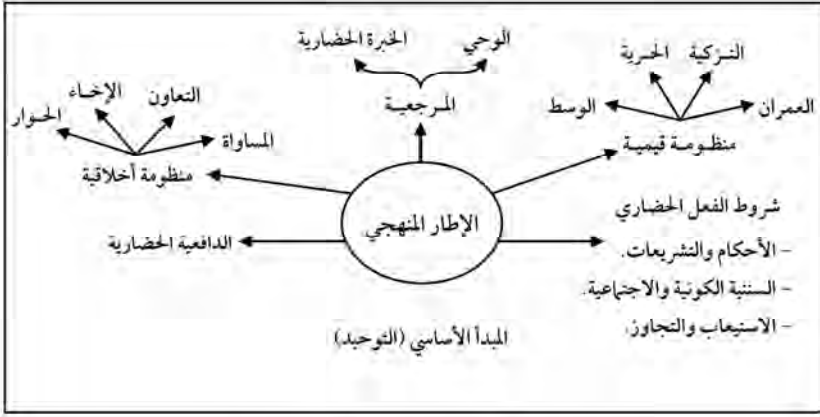 الوحي
الخبرة الحضارية
المرجعية
التزكية
الحرية
العمران
الوسط
منظومة قيمية
التعاون
الإخاء
الحوار
المساواة
منظومة أخلاقية
الإطار المنهجي
الدافعية الحضارية
شروط الفعل الحضاري
- الأحكام والتشريعات.
- السننية الكونية والاجتماعية.
- الاستيعاب والتجاوز.
المبدأ الأساسي (التوحيد)